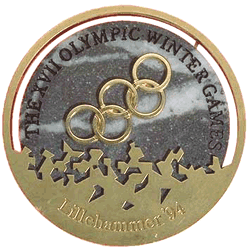 THE XVII OLYMPIC WINTER GAMES
Lillehammer '94